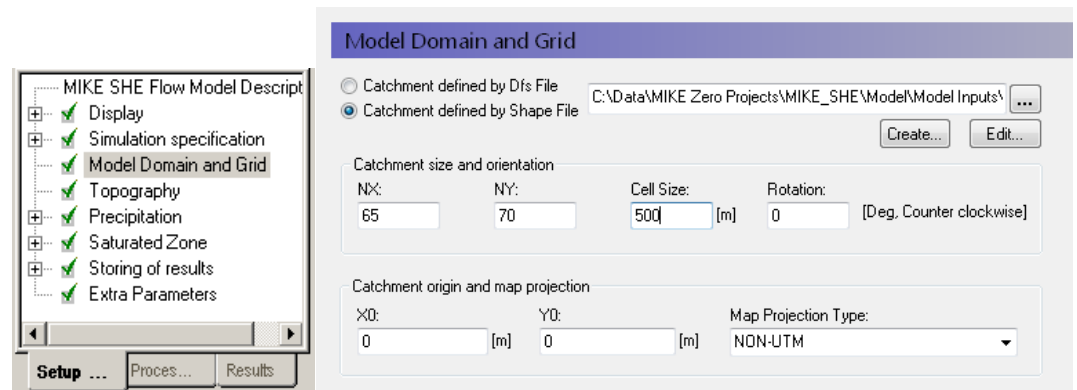 MIKE SHE Flow Model Descript
Display
Simulation specification
Model Domain and Grid
Topography
Precipitation
Saturated Zone
Storing of results
Extra Parameters
Setup ... Proces... Results
Model Domain and Grid
Catchment defined by Dfs File
Catchment defined by Shape File
C:\Data\MIKE Zero Projects\MIKE_SHE\Model\Model Inputs\ ...
Create... Edit...
Catchment size and orientation
NX: NY: Cell Size: Rotation:
65 70 500 [m] 0 [Deg, Counter clockwise]
Catchment origin and map projection
X0: Y0: Map Projection Type:
0 [m] 0 [m] NON-UTM